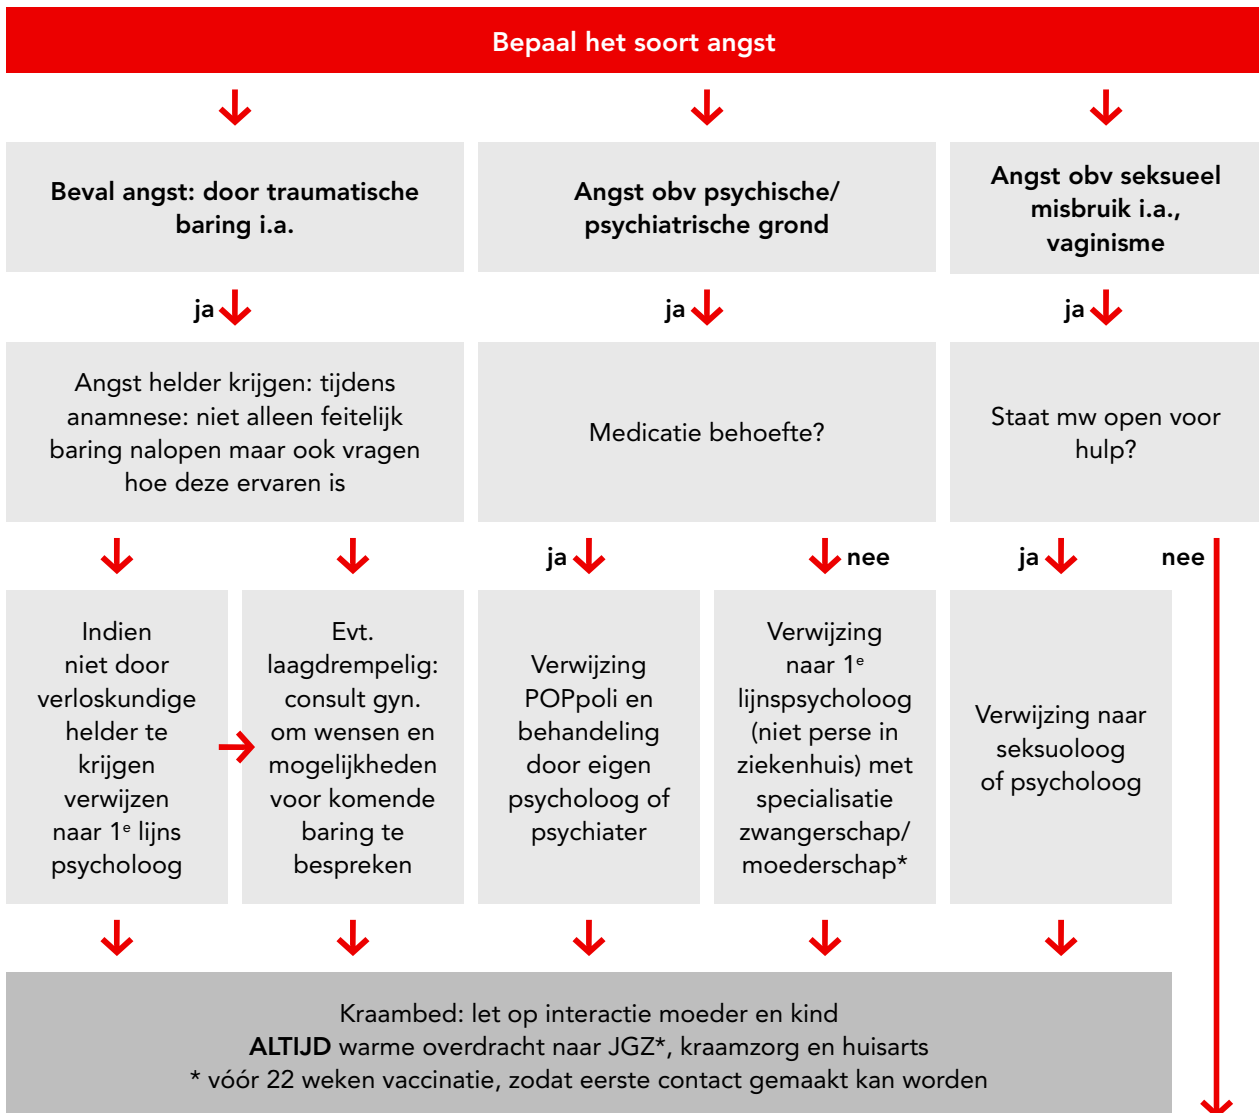 Bepaal het soort angst
Beval angst: door traumatische
baring i.a.
Angst obv psychische/
psychiatrische grond
Angst obv seksueel
misbruik i.a.,
vaginisme
ja
ja
ja
Angst helder krijgen: tijdens
anamnese: niet alleen feitelijk
baring nalopen maar ook vragen
hoe deze ervaren is
Medicatie behoefte?
Staat mw open voor
hulp?
ja
nee
ja
nee
Indien
niet door
verloskundige
helder te
krijgen
verwijzen
naar 1e lijns
psycholoog
Evt.
laagdrempelig:
consult gyn.
om wensen en
mogelijkheden
voor komende
baring te
bespreken
Verwijzing
POPpoli en
behandeling
door eigen
psycholoog of
psychiater
Verwijzing
naar 1e
lijnspsycholoog
(niet perse in
ziekenhuis) met
specialisatie
zwangerschap/
moederschap*
Verwijzing naar
seksuoloog
of psycholoog
Kraambed: let op interactie moeder en kind
ALTIJD warme overdracht naar JGZ*, kraamzorg en huisarts
* vóór 22 weken vaccinatie, zodat eerste contact gemaakt kan worden